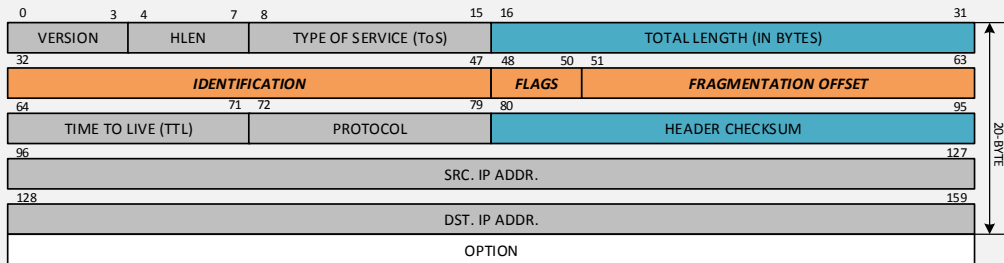 0 3 4 7 8 15 16 31
VERSION HLEN TYPE OF SERVICE (ToS) TOTAL LENGTH (IN BYTES)
32 47 48 50 51 63
IDENTIFICATION FLAGS FRAGMENTATION OFFSET
64 71 72 79 80 95
TIME TO LIVE (TTL) PROTOCOL HEADER CHECKSUM
96 127
SRC. IP ADDR.
128 159
DST. IP ADDR.
OPTION
20-BYTE